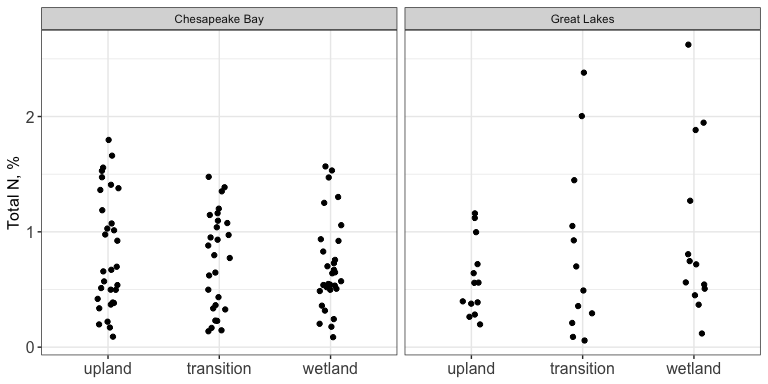 Chesapeake Bay
Great Lakes
Total N, %
2
1
0
upland
transition
wetland
upland
transition
wetland